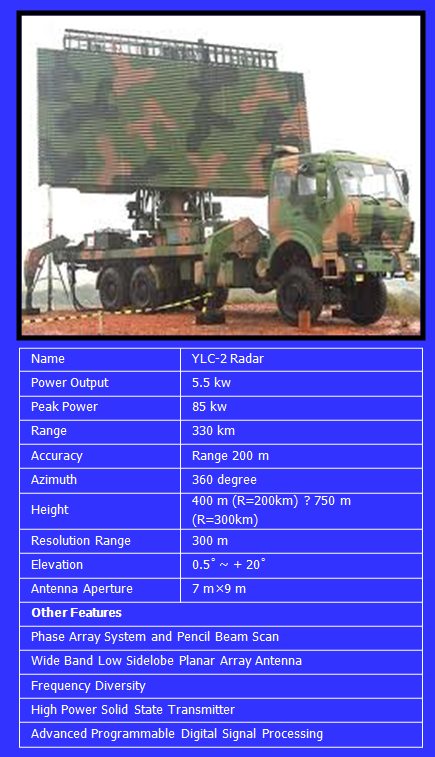 Name YLC-2 Radar
Power Output 5.5 kw
Peak Power 85 kw
Range 330 km
Accuracy Range 200 m
Azimuth 360 degree
Height 400 m (R=200km) ? 750 m
(R=300km)
Resolution Range 300 m
Elevation 0.5˚ ~ + 20˚
Antenna Aperture 7 m×9 m
Other Features
Phase Array System and Pencil Beam Scan
Wide Band Low Sidelobe Planar Array Antenna
Frequency Diversity
High Power Solid State Transmitter
Advanced Programmable Digital Signal Processing